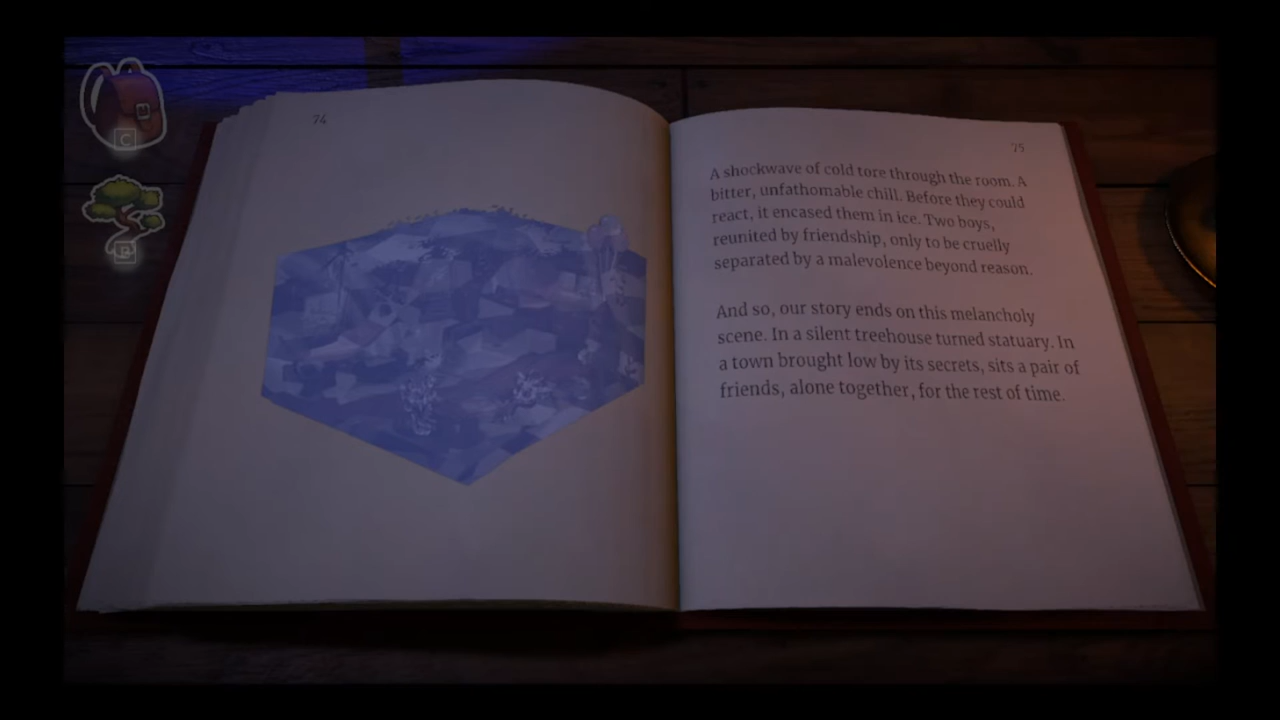 C
74
75
A shockwave of cold tore through the room. A
bitter, unfathomable chill. Before they could
react, it encased them in ice. Two boys,
reunited by friendship, only to be cruelly
separated by a malevolence beyond reason.
And so, our story ends on this melancholy
scene. In a silent treehouse turned statuary. In
a town brought low by its secrets, sits a pair of
friends, alone together, for the rest of time.